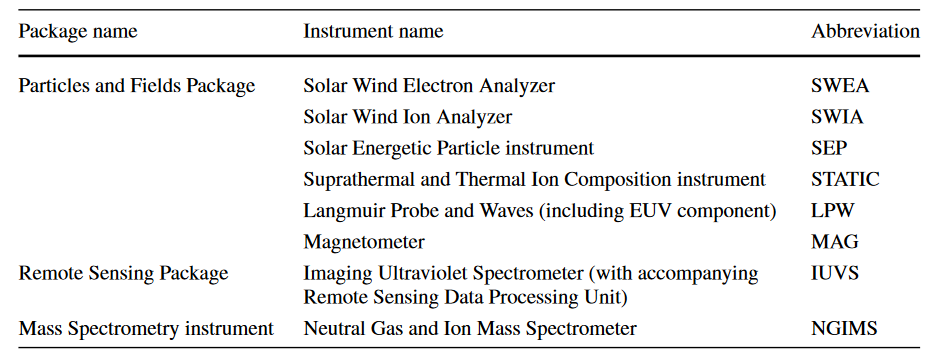 Package name Instrument name Abbreviation
Particles and Fields Package Solar Wind Electron Analyzer SWEA
Solar Wind Ion Analyzer SWIA
Solar Energetic Particle instrument SEP
Suprathermal and Thermal Ion Composition instrument STATIC
Langmuir Probe and Waves (including EUV component) LPW
Magnetometer MAG
Remote Sensing Package Imaging Ultraviolet Spectrometer (with accompanying IUVS
Remote Sensing Data Processing Unit)
Mass Spectrometry instrument Neutral Gas and Ion Mass Spectrometer NGIMS